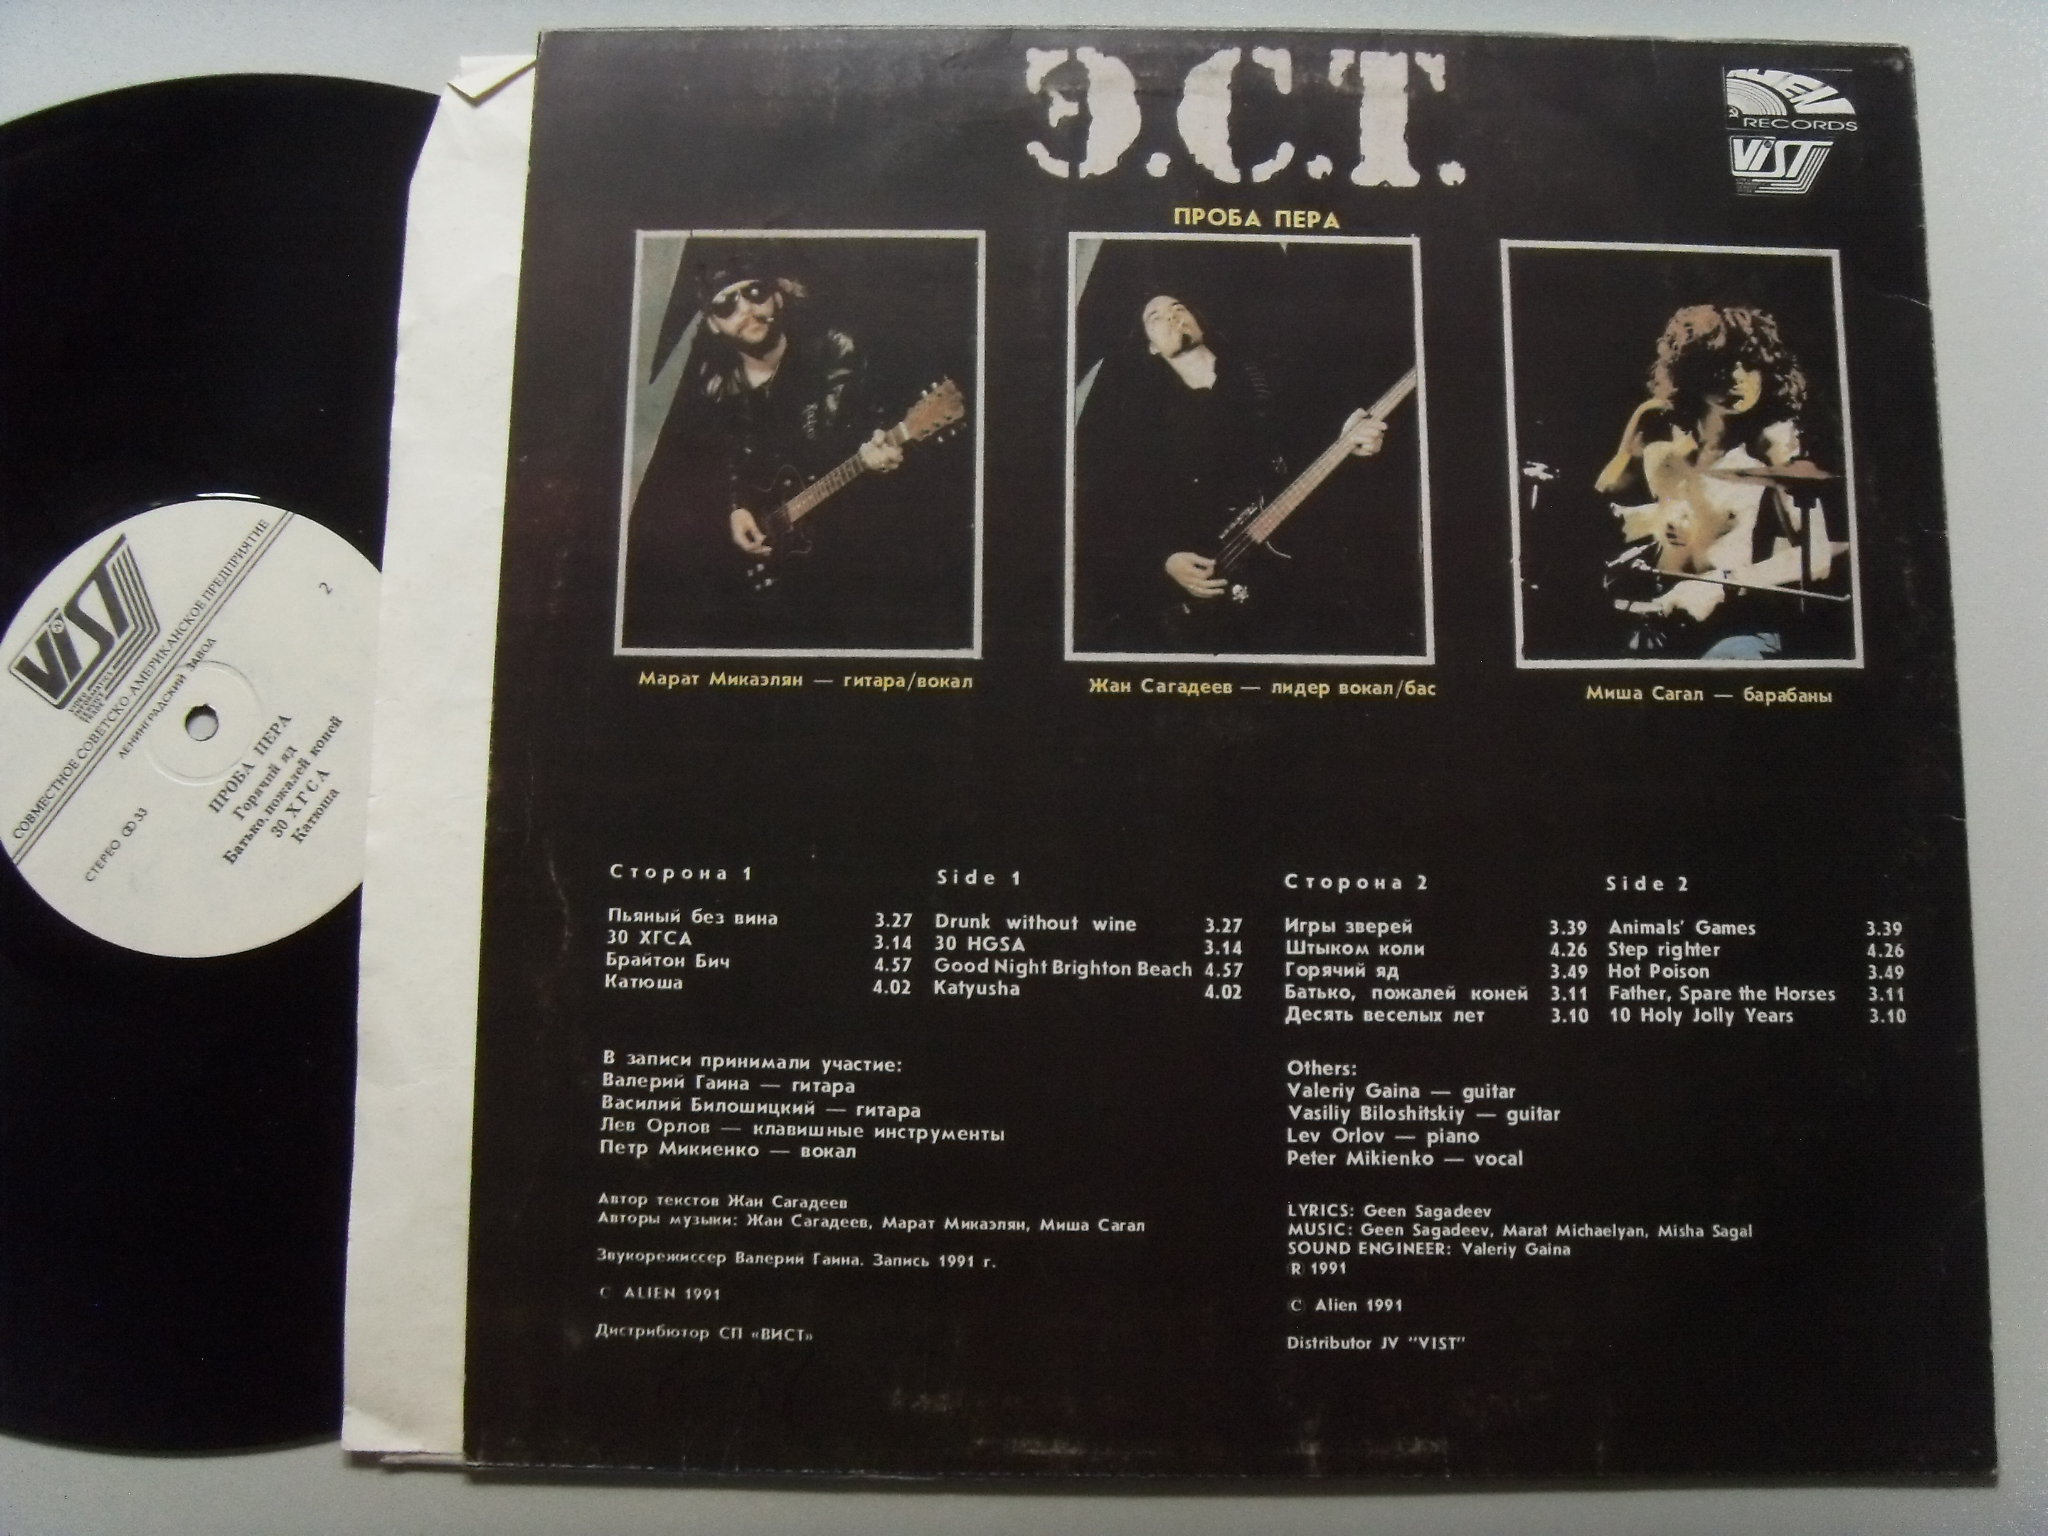 Э.С.Т.
ALIEN
RECORDS
ViST
ПРОБА ПЕРА
Марат Микаэлян — гитара/вокал
Жан Сагадеев — лидер вокал/бас
Миша Сагал — барабаны
Сторона 1
Пьяный без вина 3.27
30 ХГСА 3.14
Брайтон Бич 4.57
Катюша 4.02
Side 1
Drunk without wine 3.27
30 HGSA 3.14
Good Night Brighton Beach 4.57
Katyusha 4.02
Сторона 2
Игры зверей 3.39
Штыком коли 4.26
Горячий яд 3.49
Батько, пожалей коней 3.11
Десять веселых лет 3.10
Side 2
Animals' Games 3.39
Step righter 4.26
Hot Poison 3.49
Father, Spare the Horses 3.11
10 Holy Jolly Years 3.10
В записи принимали участие:
Валерий Гаина — гитара
Василий Билошицкий — гитара
Лев Орлов — клавишные инструменты
Петр Микиенко — вокал
Автор текстов Жан Сагадеев
Авторы музыки: Жан Сагадеев, Марат Микаэлян, Миша Сагал
Звукорежиссер Валерий Гаина. Запись 1991 г.
© ALIEN 1991
Дистрибютор СП «ВИСТ»
Others:
Valeriy Gaina — guitar
Vasiliy Biloshitskiy — guitar
Lev Orlov — piano
Peter Mikienko — vocal
LYRICS: Geen Sagadeev
MUSIC: Geen Sagadeev, Marat Michaelyan, Misha Sagal
SOUND ENGINEER: Valeriy Gaina
® 1991
© Alien 1991
Distributor JV "VIST"
ViST
СОВМЕСТНОЕ СОВЕТСКО-АМЕРИКАНСКОЕ ПРЕДПРИЯТИЕ
ЛЕНИНГРАДСКИЙ ЗАВОД
2
СТЕРЕО 33
ПРОБА ПЕРА
Горячий яд
Батько, пожалей коней
30 ХГСА
Катюша